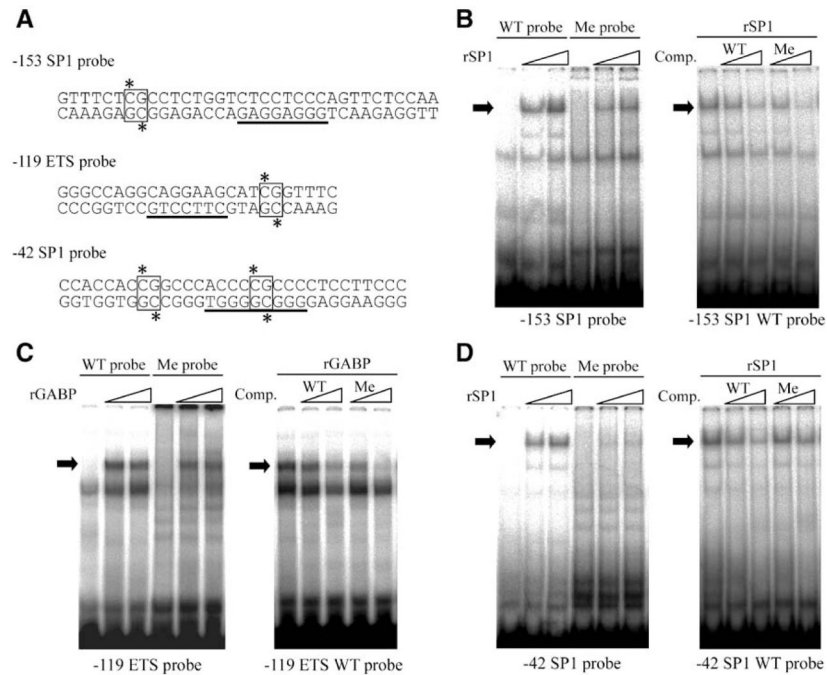 A
-153 SP1 probe
* 
GTTTCTCGCCTCTGGTCTCCTCCCAGTTCTCCAA
CAAAGAGCGGAGACCAGAGGAGGGTCAAGAGGTT
*
-119 ETS probe
*
GGGCCAGGCAGGAAGCATCGGTTTC
CCCGGTCCGTCCTTCGTAGCCAAAG
*
-42 SP1 probe
* *
CCACCACCGGCCCACCCCGCCCCTCCTTCCC
GGTGGTGGCCGGGTGGGGCGGGGAGGAAGGG
* *
B
WT probe Me probe
rSP1
-153 SP1 probe
rSP1
Comp. WT Me
-153 SP1 WT probe
C
WT probe Me probe
rGABP
-119 ETS probe
rGABP
Comp. WT Me
-119 ETS WT probe
D
WT probe Me probe
rSP1
-42 SP1 probe
rSP1
Comp. WT Me
-42 SP1 WT probe